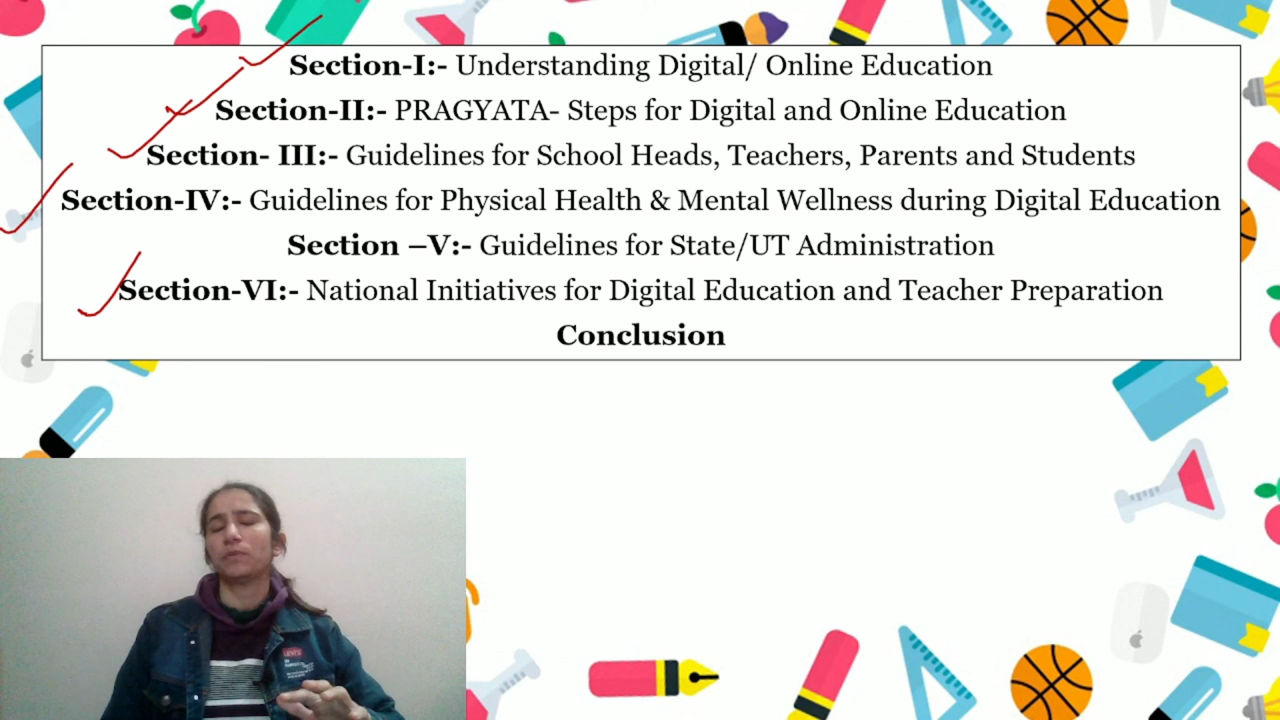 Section-I:- Understanding Digital/ Online Education
Section-II:- PRAGYATA- Steps for Digital and Online Education
Section- III:- Guidelines for School Heads, Teachers, Parents and Students
Section-IV:- Guidelines for Physical Health & Mental Wellness during Digital Education
Section –V:- Guidelines for State/UT Administration
Section-VI:- National Initiatives for Digital Education and Teacher Preparation
Conclusion
LEVI'S